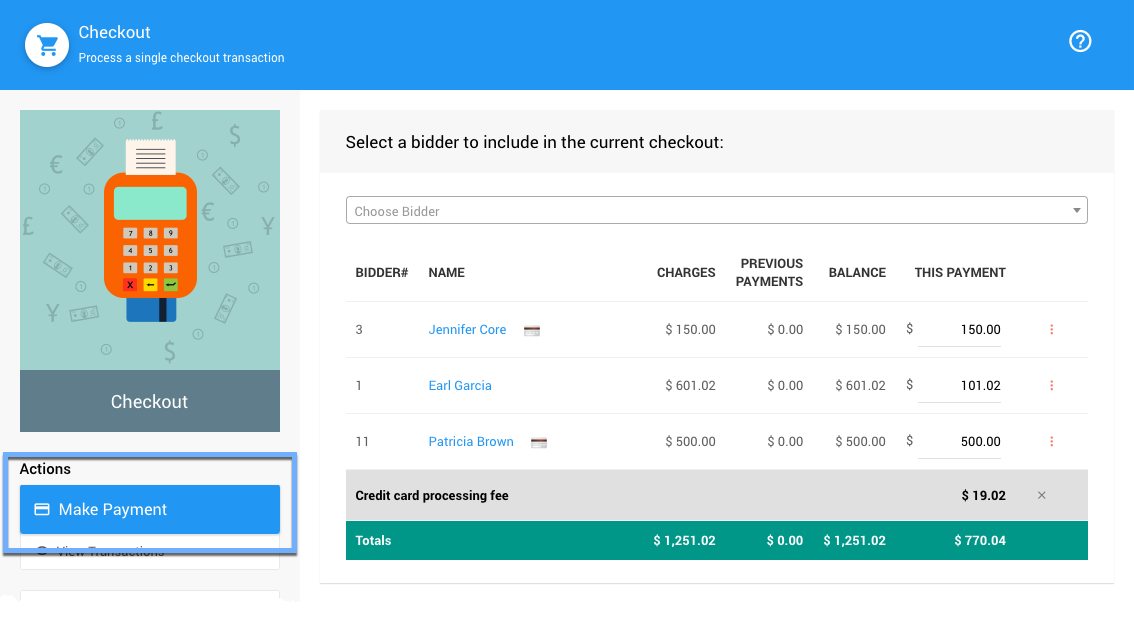 Checkout
Process a single checkout transaction
Select a bidder to include in the current checkout:
Choose Bidder
BIDDER# NAME CHARGES PREVIOUS PAYMENTS BALANCE THIS PAYMENT
3 Jennifer Core $ 150.00 $ 0.00 $ 150.00 $ 150.00
1 Earl Garcia $ 601.02 $ 0.00 $ 601.02 $ 101.02
11 Patricia Brown $ 500.00 $ 0.00 $ 500.00 $ 500.00
Credit card processing fee $ 19.02 ×
Totals $ 1,251.02 $ 0.00 $ 1,251.02 $ 770.04
7 8 9
4 5 6
1 2 3
X
Checkout
Actions
Make Payment
View Transactions